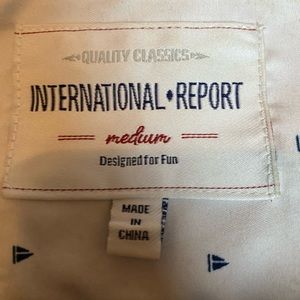 QUALITY CLASSICS
INTERNATIONAL•REPORT
medium
Designed for Fun
MADE
IN
CHINA